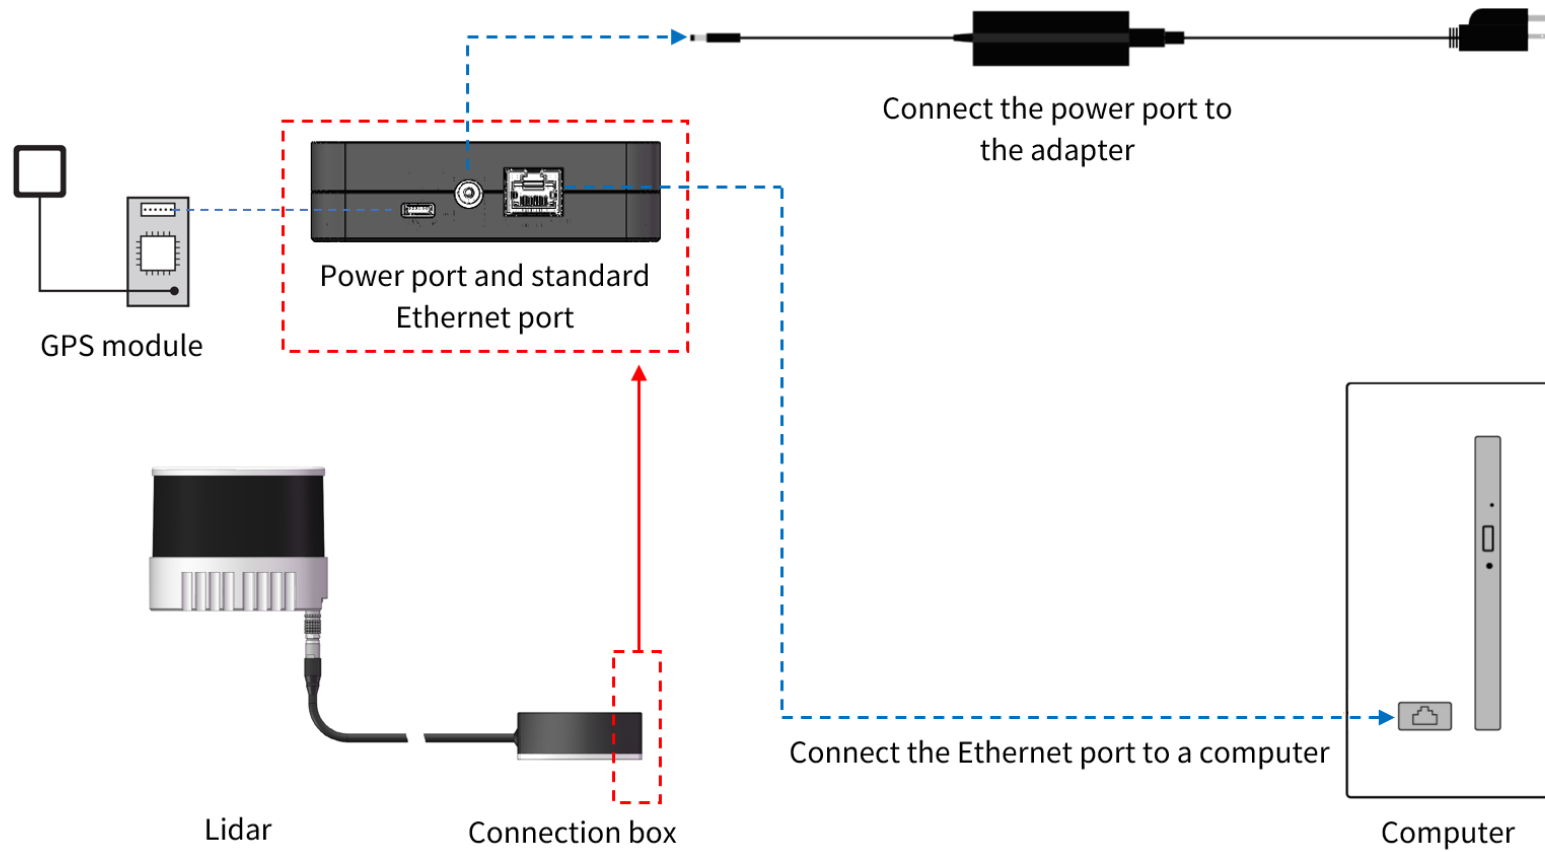 Connect the power port to
the adapter
Power port and standard
Ethernet port
GPS module
Connect the Ethernet port to a computer
Lidar
Connection box
Computer